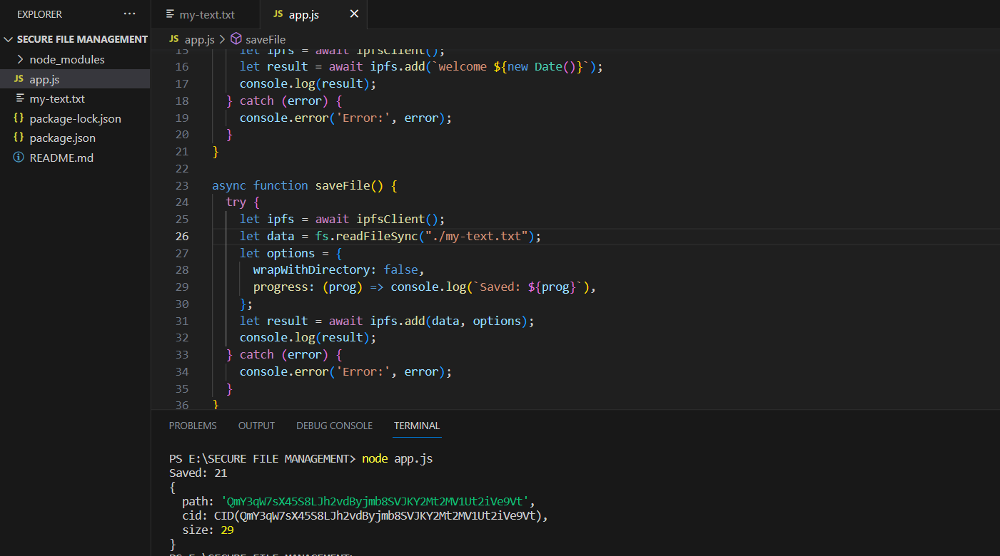 EXPLORER ···
SECURE FILE MANAGEMENT
node_modules
JS app.js
my-text.txt
{} package-lock.json
{} package.json
README.md
my-text.txt JS app.js ×
JS app.js > saveFile
15 let ipfs = await ipfsClient();
16 let result = await ipfs.add(`welcome ${new Date()}`);
17 console.log(result);
18 } catch (error) {
19 console.error('Error:', error);
20 }
21 }
22
23 async function saveFile() {
24 try {
25 let ipfs = await ipfsClient();
26 let data = fs.readFileSync("./my-text.txt");
27 let options = {
28 wrapWithDirectory: false,
29 progress: (prog) => console.log(`Saved: ${prog}`),
30 };
31 let result = await ipfs.add(data, options);
32 console.log(result);
33 } catch (error) {
34 console.error('Error:', error);
35 }
36 }
PROBLEMS OUTPUT DEBUG CONSOLE TERMINAL
PS E:\SECURE FILE MANAGEMENT> node app.js
Saved: 21
{
path: 'QmY3qW7sX45S8LJh2vdByjmb8SVJKY2Mt2MV1Ut2iVe9Vt',
cid: CID(QmY3qW7sX45S8LJh2vdByjmb8SVJKY2Mt2MV1Ut2iVe9Vt),
size: 29
}
PS E:\SECURE FILE MANAGEMENT>